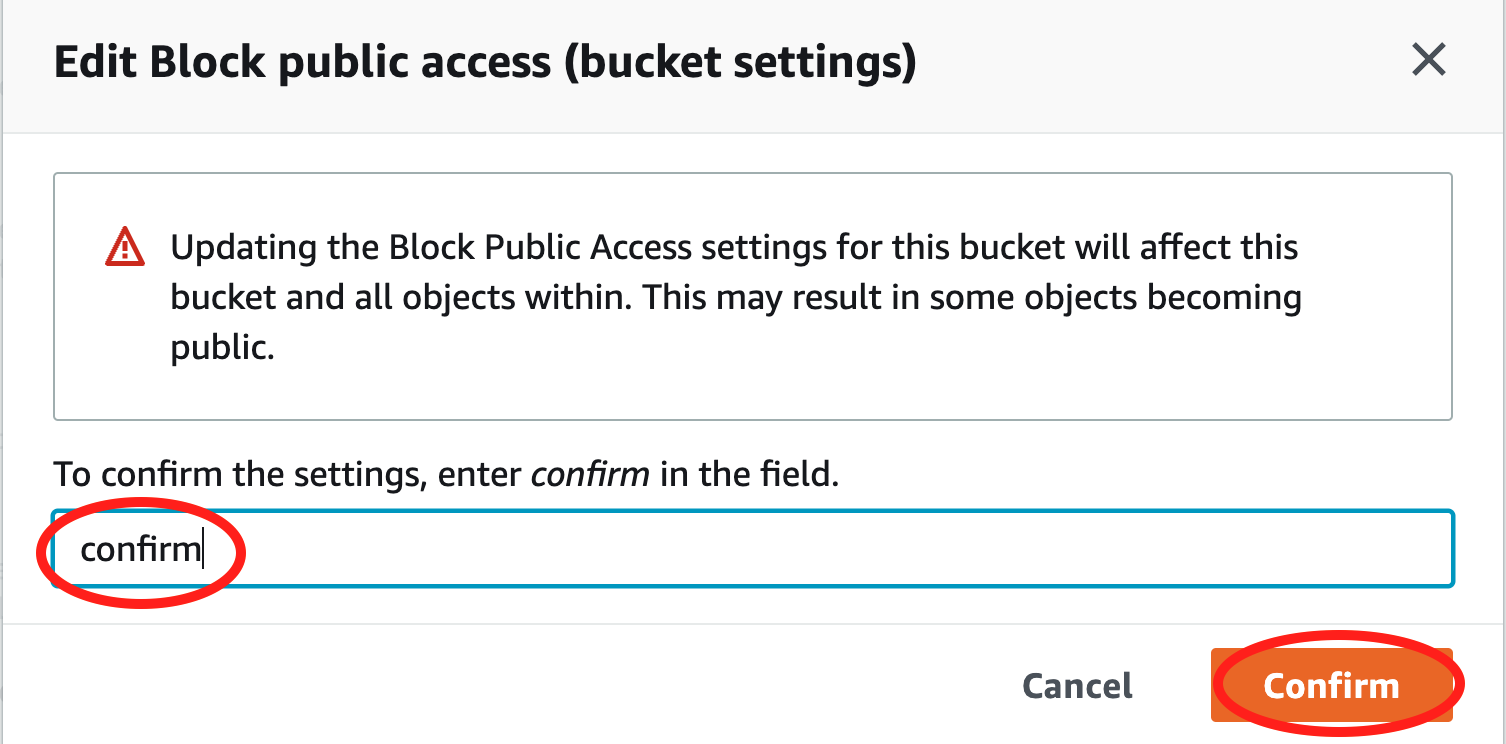 Edit Block public access (bucket settings)
Updating the Block Public Access settings for this bucket will affect this
bucket and all objects within. This may result in some objects becoming
public.
To confirm the settings, enter confirm in the field.
confirm
Cancel
Confirm